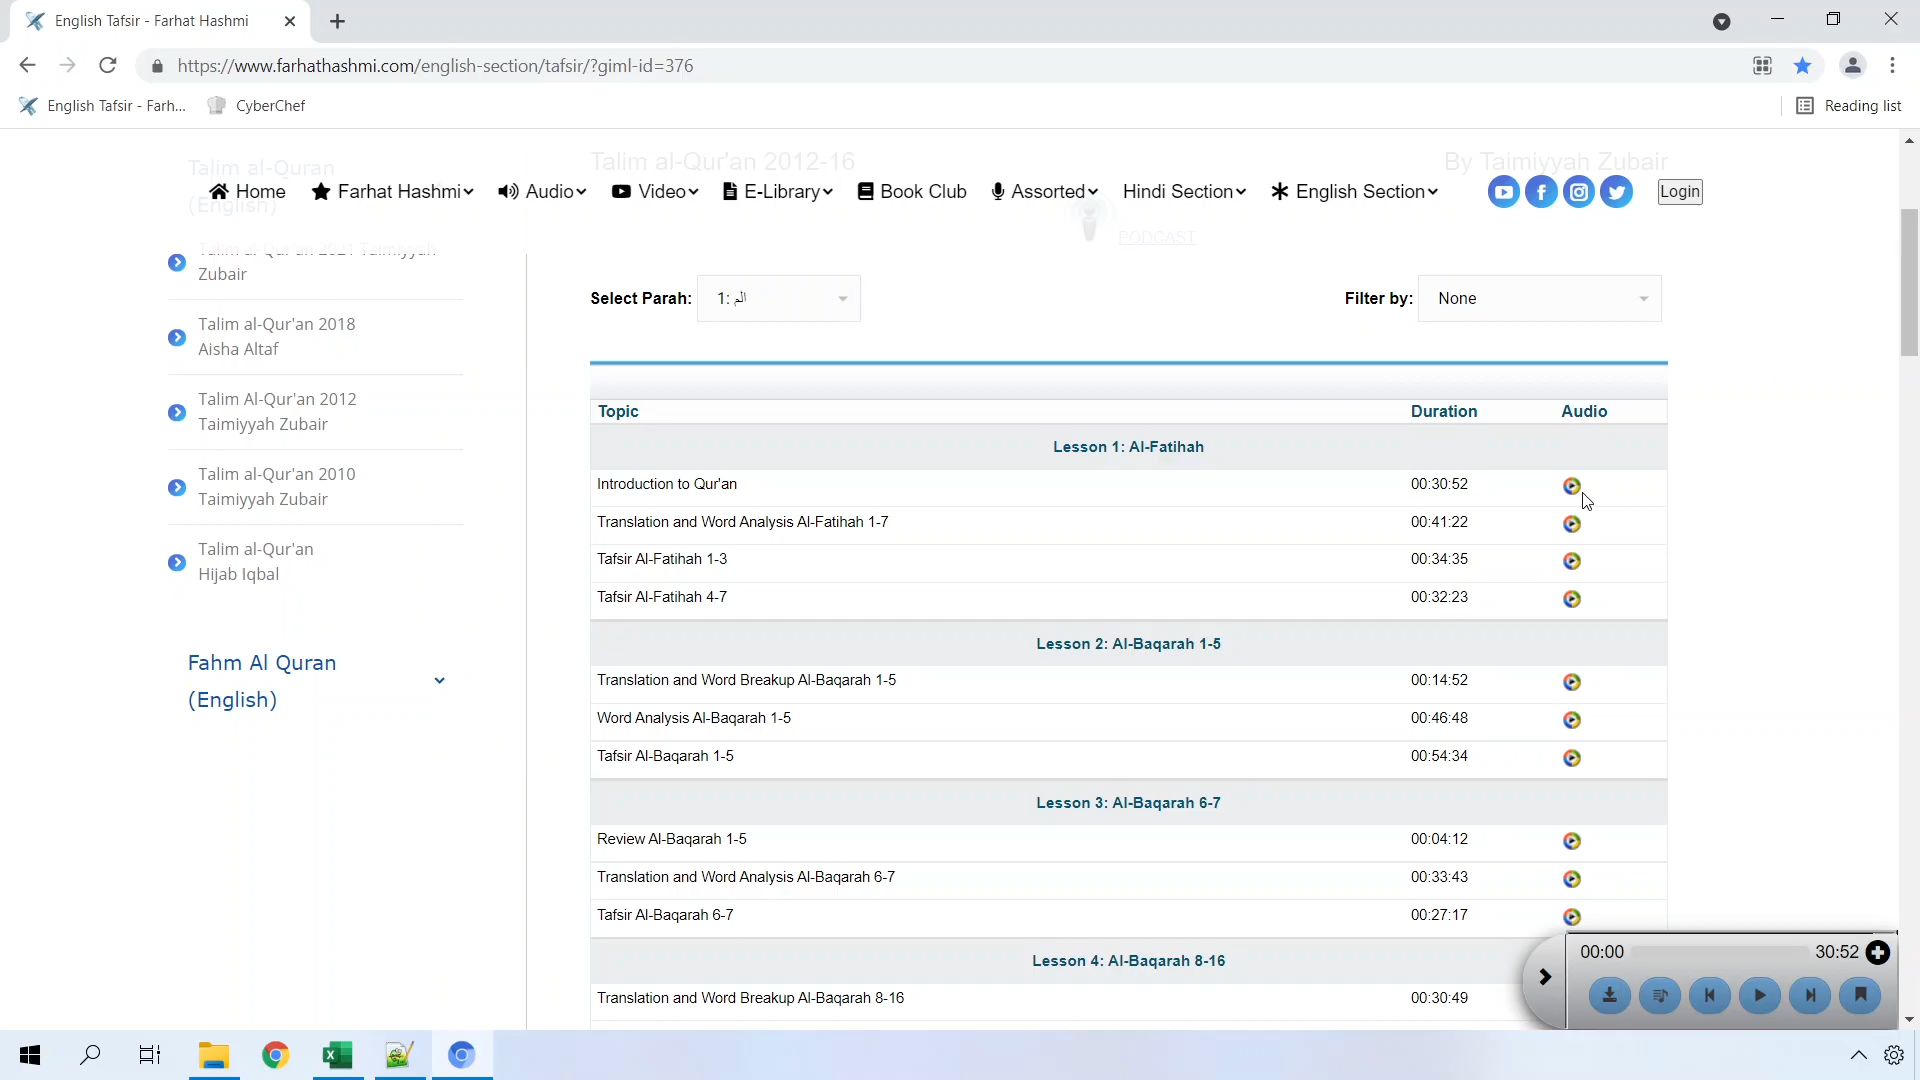 English Tafsir - Farhat Hashmi
https://www.farhathashmi.com/english-section/tafsir/?giml-id=376
English Tafsir - Farh...
CyberChef
Reading list
Talim al-Quran
(English)
Talim al-Qur'an 2012-16
By Taimiyyah Zubair
Home
Farhat Hashmi
Audio
Video
E-Library
Book Club
Assorted
Hindi Section
English Section
Login
PODCAST
Talim al-Qur'an 2021 Taimiyyah
Zubair
Talim al-Qur'an 2018
Aisha Altaf
Talim Al-Qur'an 2012
Taimiyyah Zubair
Talim al-Qur'an 2010
Taimiyyah Zubair
Talim al-Qur'an
Hijab Iqbal
Fahm Al Quran
(English)
Select Parah: 1: الم
Filter by: None
Topic Duration Audio
Lesson 1: Al-Fatihah
Introduction to Qur'an 00:30:52
Translation and Word Analysis Al-Fatihah 1-7 00:41:22
Tafsir Al-Fatihah 1-3 00:34:35
Tafsir Al-Fatihah 4-7 00:32:23
Lesson 2: Al-Baqarah 1-5
Translation and Word Breakup Al-Baqarah 1-5 00:14:52
Word Analysis Al-Baqarah 1-5 00:46:48
Tafsir Al-Baqarah 1-5 00:54:34
Lesson 3: Al-Baqarah 6-7
Review Al-Baqarah 1-5 00:04:12
Translation and Word Analysis Al-Baqarah 6-7 00:33:43
Tafsir Al-Baqarah 6-7 00:27:17
Lesson 4: Al-Baqarah 8-16
Translation and Word Breakup Al-Baqarah 8-16 00:30:49
00:00 30:52